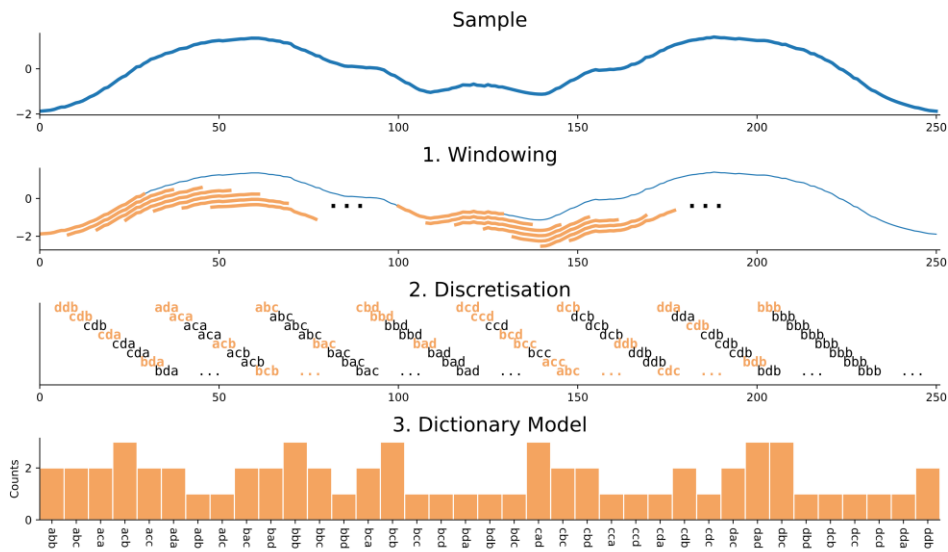 Sample
0
−2
0 50 100 150 200 250
1. Windowing
0
−2
0 50 100 150 200 250
2. Discretisation
ddb ada abc cbd dcd dcb dda bbb
cdb aca abc bbd ccd dcb dda bbb
cdb aca abc bbd ccd dcb cdb bbb
cda aca abc bbd bcd dcb cdb bbb
cda acb bac bad bcc ddb cdb bbb
cda acb bac bad bcc ddb cdb bbb
bda acb bac bad acc ddb bdb bbb
bda ... bcb ... bac ... bad ... abc ... cdc ... bdb ... bbb ...
0 50 100 150 200 250
3. Dictionary Model
Counts
2
0
abb abc aca acb acc ada adb adc bac bad bbb bbc bbd bca bcb bcc bcd bda bdb bdc cad cbc cbd cca ccd cda cdb cdc dac dad dbc dbd dcb dcc dcd dda ddb